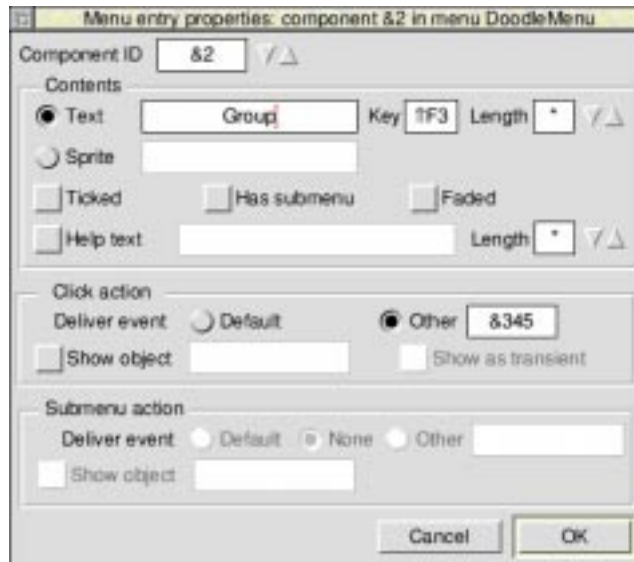 Menu entry properties: component &2 in menu DoodleMenu
Component ID &2
Contents
Text Group Key ⇑F3 Length *
Sprite
Ticked Has submenu Faded
Help text Length *
Click action
Deliver event Default Other &345
Show object Show as transient
Submenu action
Deliver event Default None Other
Show object
Cancel OK